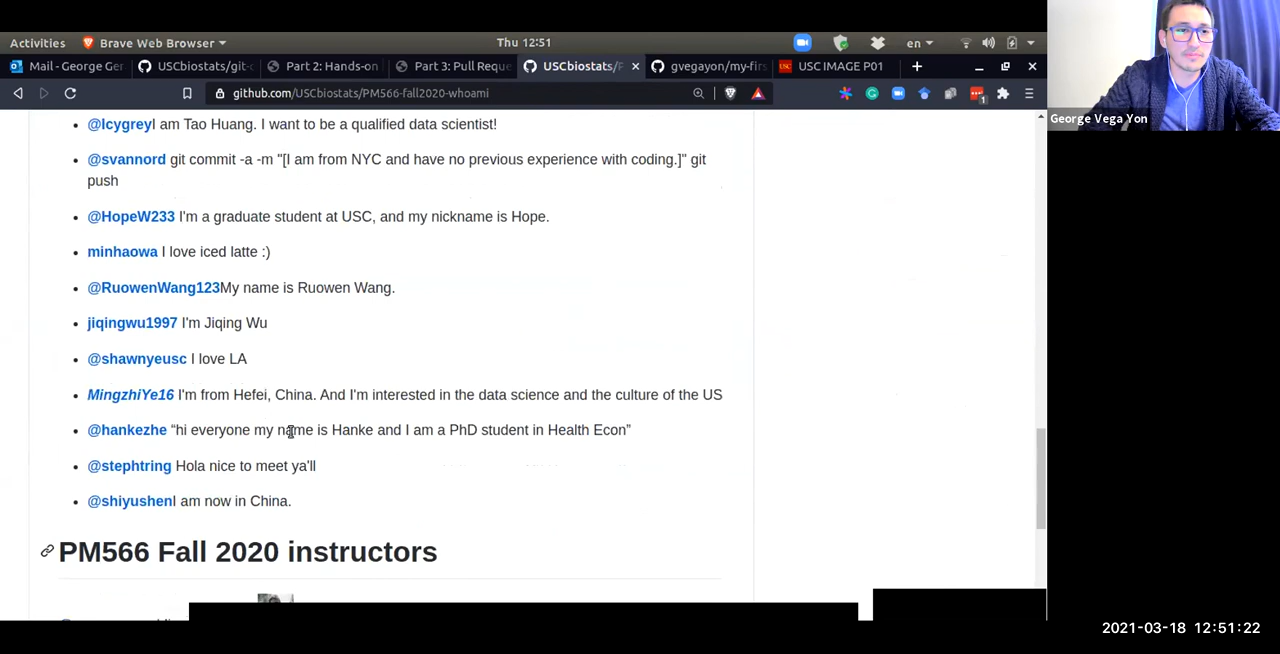 Activities Brave Web Browser Thu 12:51 en
Mail - George Ger USCbiostats/git- Part 2: Hands-on Part 3: Pull Reque USCbiostats/P gvegayon/my-firs USC USC IMAGE P01
github.com/USCbiostats/PM566-fall2020-whoami 1
George Vega Yon
@lcygreyI am Tao Huang. I want to be a qualified data scientist!
@svannord git commit -a -m "[I am from NYC and have no previous experience with coding.]" git
push
@HopeW233 I'm a graduate student at USC, and my nickname is Hope.
minhaowa I love iced latte :)
@RuowenWang123My name is Ruowen Wang.
jiqingwu1997 I'm Jiqing Wu
@shawnyeusc I love LA
MingzhiYe16 I'm from Hefei, China. And I'm interested in the data science and the culture of the US
@hankezhe “hi everyone my name is Hanke and I am a PhD student in Health Econ”
@stephtring Hola nice to meet ya'll
@shiyushenI am now in China.
PM566 Fall 2020 instructors
2021-03-18 12:51:22